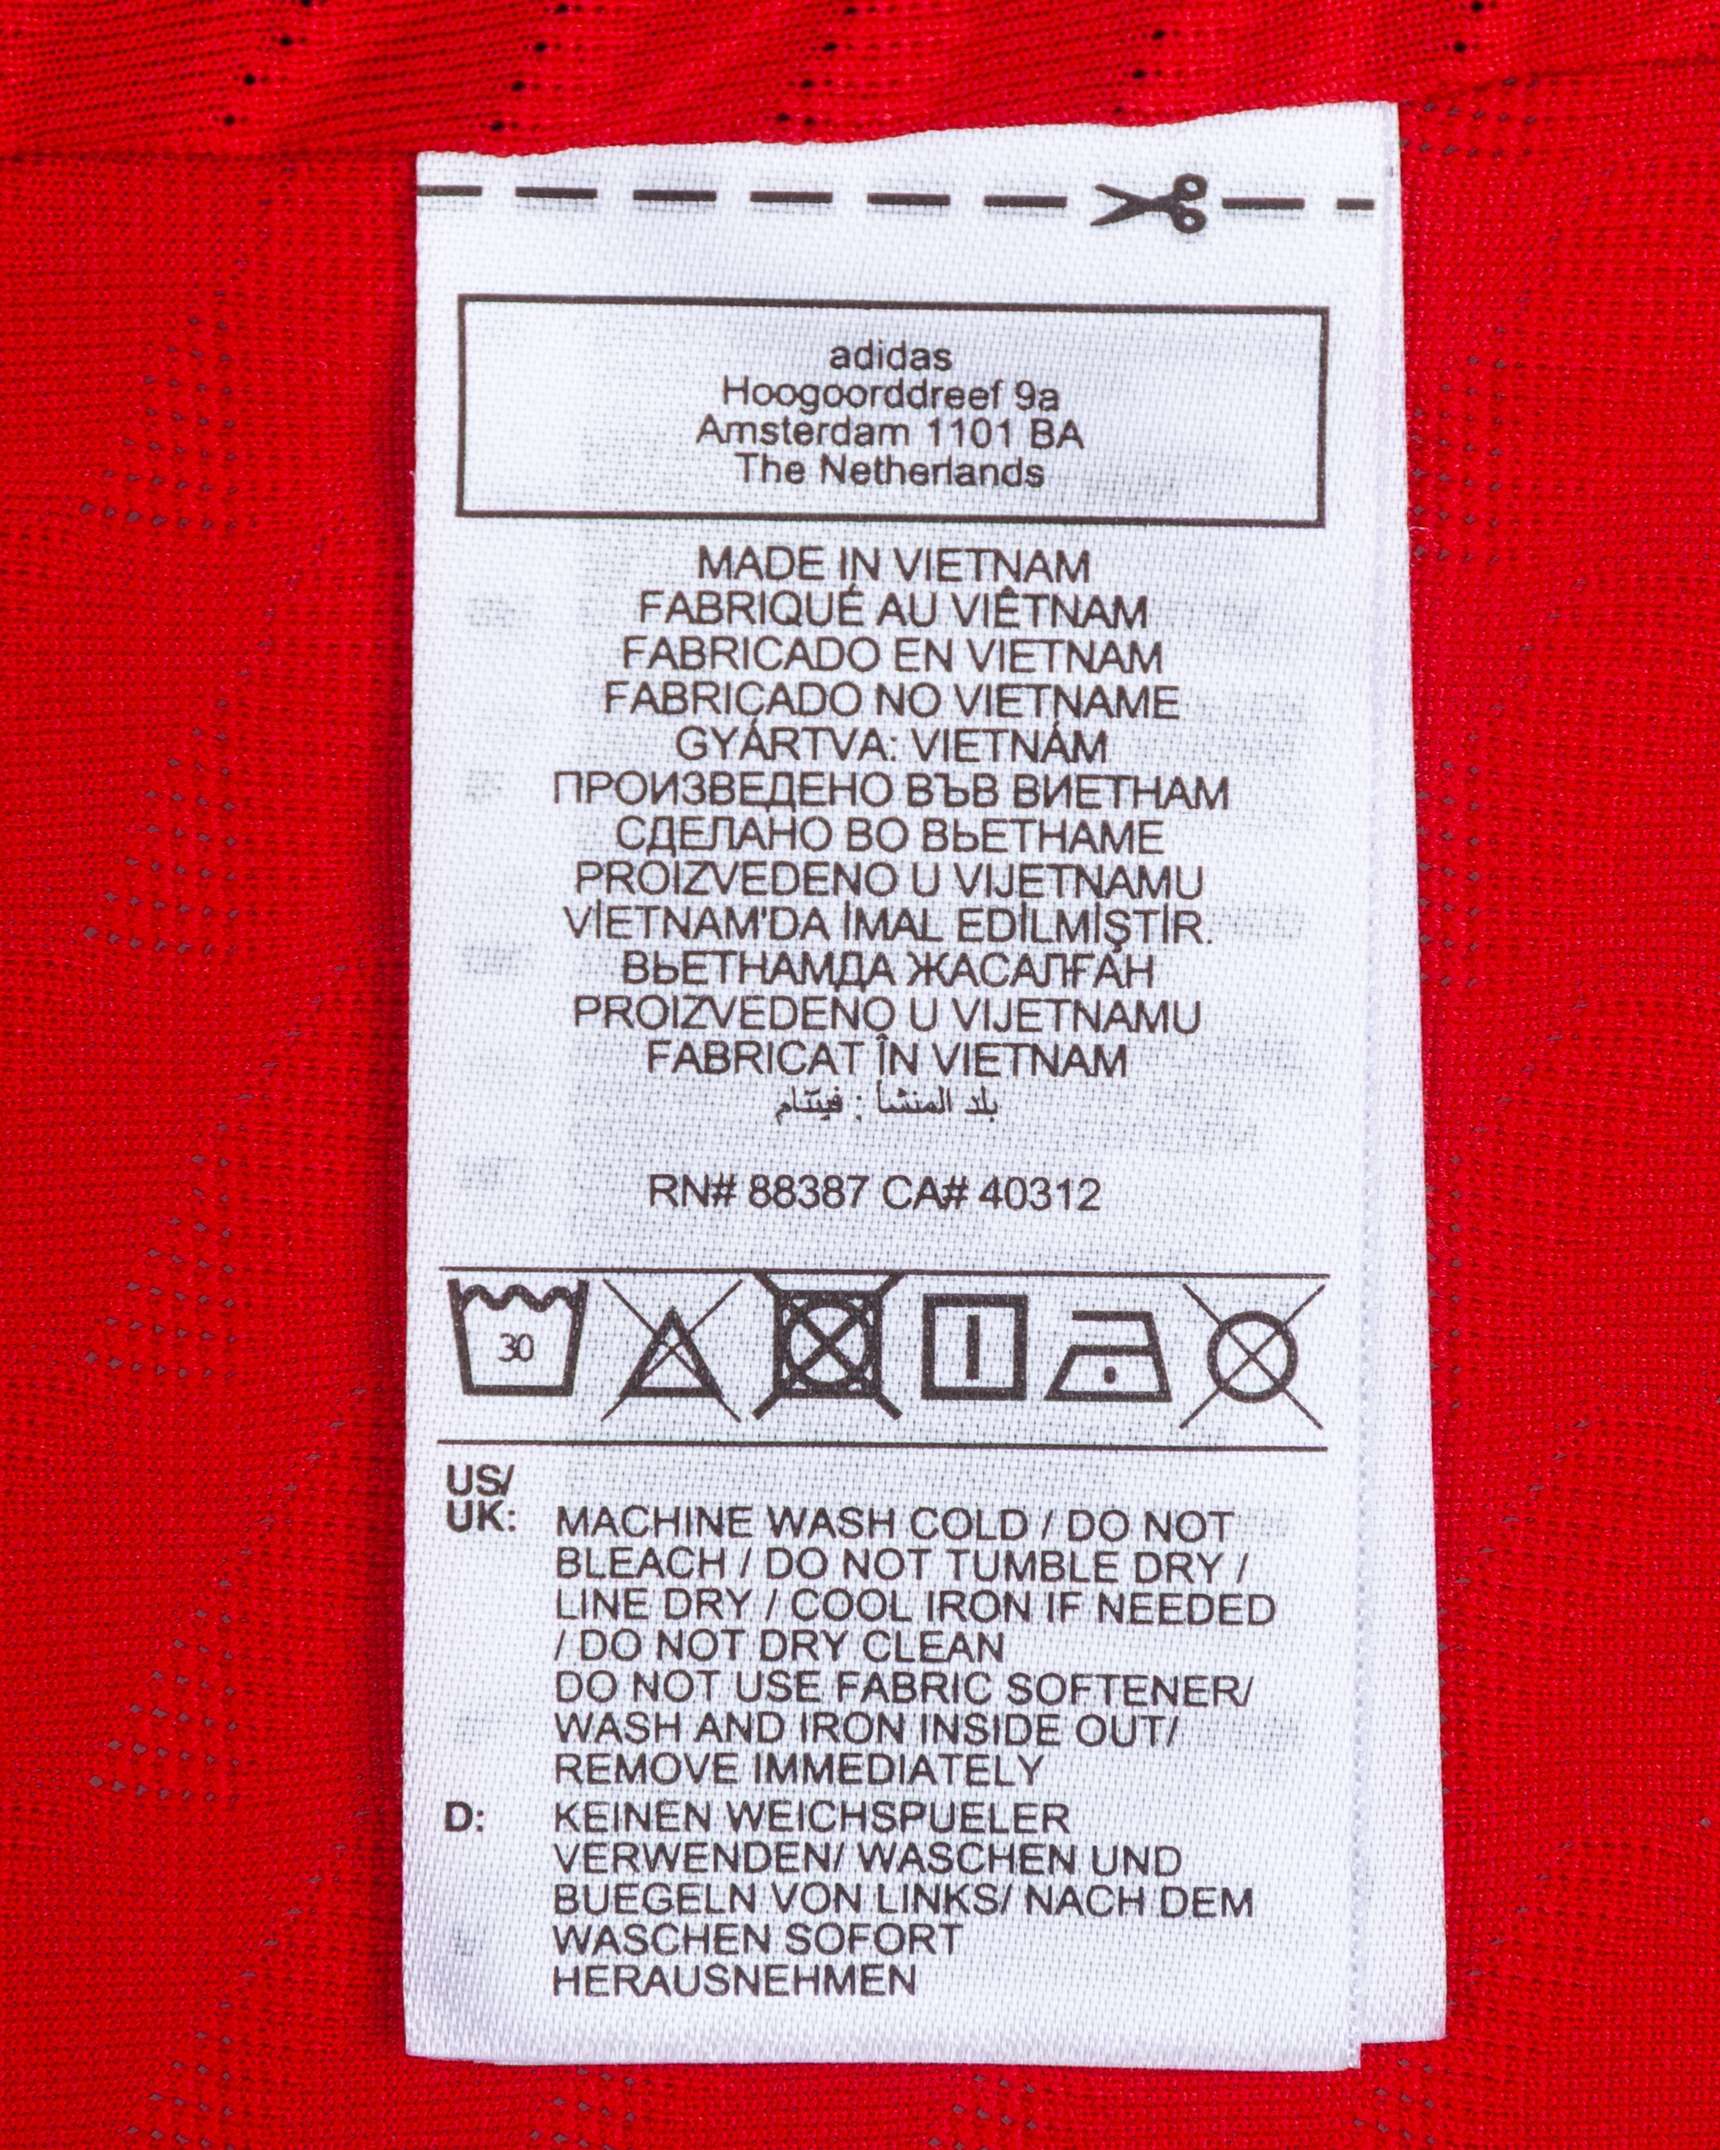 adidas
Hoogoorddreef 9a
Amsterdam 1101 BA
The Netherlands
MADE IN VIETNAM
FABRIQUÉ AU VIÊTNAM
FABRICADO EN VIETNAM
FABRICADO NO VIETNAME
GYÁRTVA: VIETNÁM
ПРОИЗВЕДЕНО ВЪВ ВИЕТНАМ
СДЕЛАНО ВО ВЬЕТНАМЕ
PROIZVEDENO U VIJETNAMU
VİETNAM'DA İMAL EDİLMİŞTİR.
ВЬЕТНАМДА ЖАСАЛҒАН
PROIZVEDENO U VIJETNAMU
FABRICAT ÎN VIETNAM
بلد المنشأ : فيتنام
RN# 88387 CA# 40312
30
US/
UK: MACHINE WASH COLD / DO NOT
BLEACH / DO NOT TUMBLE DRY /
LINE DRY / COOL IRON IF NEEDED
/ DO NOT DRY CLEAN
DO NOT USE FABRIC SOFTENER/
WASH AND IRON INSIDE OUT/
REMOVE IMMEDIATELY
D: KEINEN WEICHSPUELER
VERWENDEN/ WASCHEN UND
BUEGELN VON LINKS/ NACH DEM
WASCHEN SOFORT
HERAUSNEHMEN